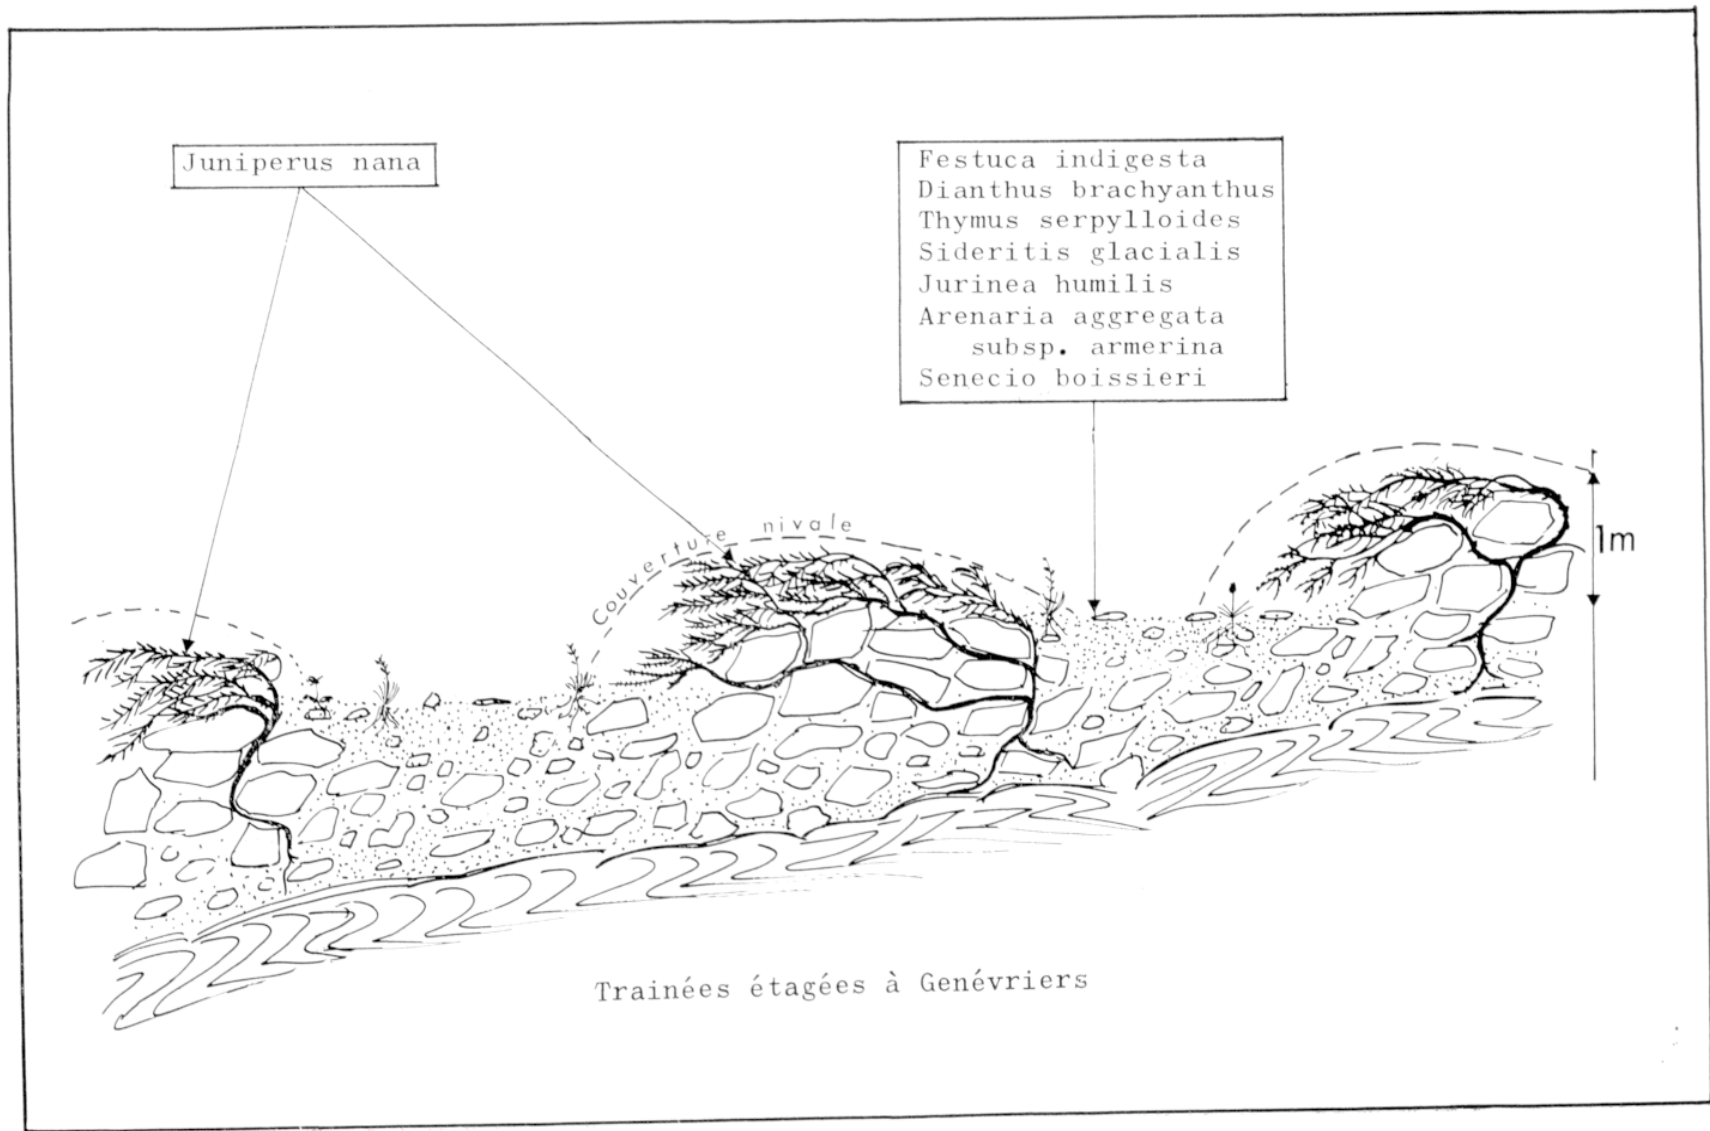 Juniperus nana
Festuca indigesta
Dianthus brachyanthus
Thymus serpylloides
Sideritis glacialis
Jurinea humilis
Arenaria aggregata
subsp. armerina
Senecio boissieri
Couverture nivale
1m
Trainées étagées à Genévriers